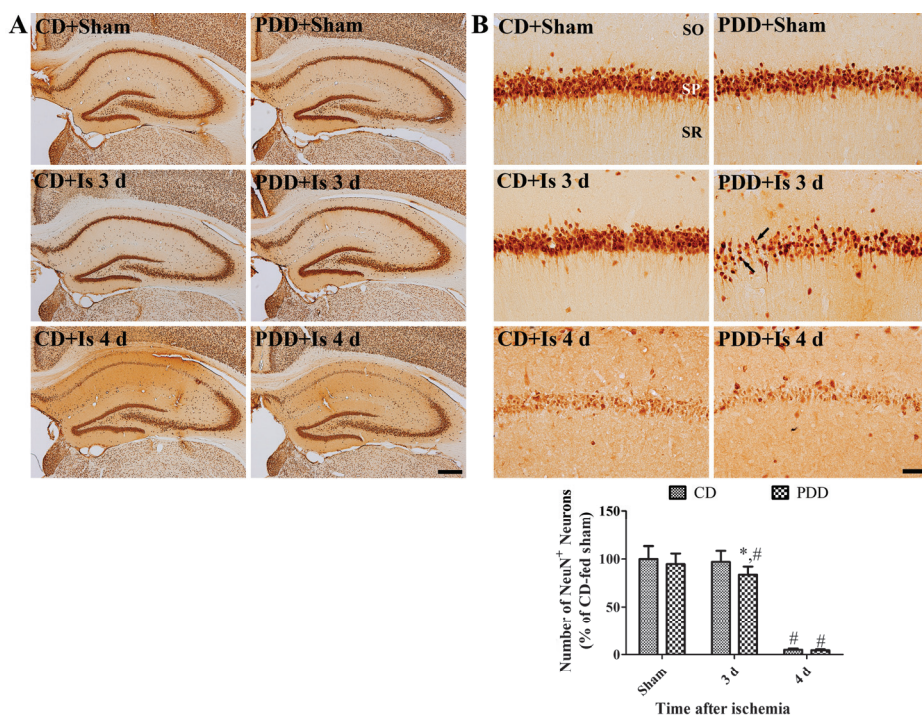 A
CD+Sham
PDD+Sham
CD+Is 3 d
PDD+Is 3 d
CD+Is 4 d
PDD+Is 4 d
B
CD+Sham
SO
SP
SR
PDD+Sham
CD+Is 3 d
PDD+Is 3 d
CD+Is 4 d
PDD+Is 4 d
CD
PDD
Number of NeuN+ Neurons
(% of CD-fed sham)
150
100
50
0
*,#
#
#
Sham
3 d
4 d
Time after ischemia